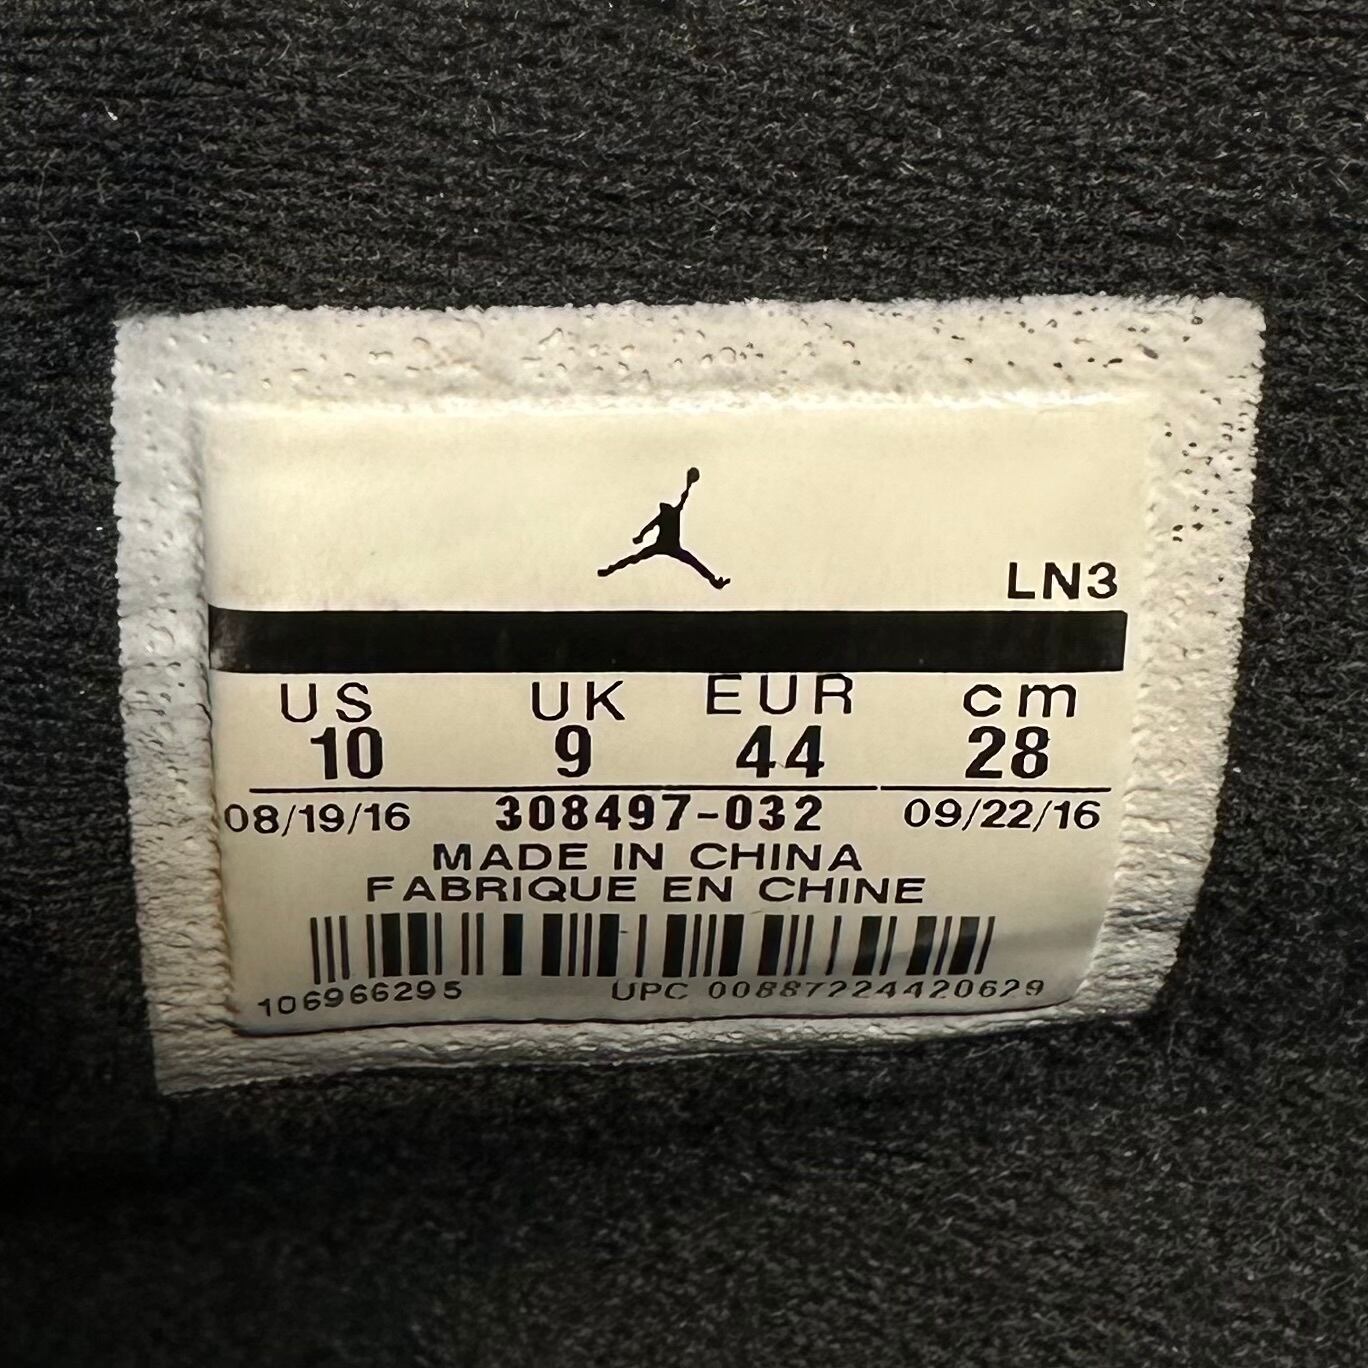 LN3
US UK EUR cm
10 9 44 28
08/19/16 308497-032 09/22/16
MADE IN CHINA
FABRIQUE EN CHINE
106966295 UPC 00887224420629